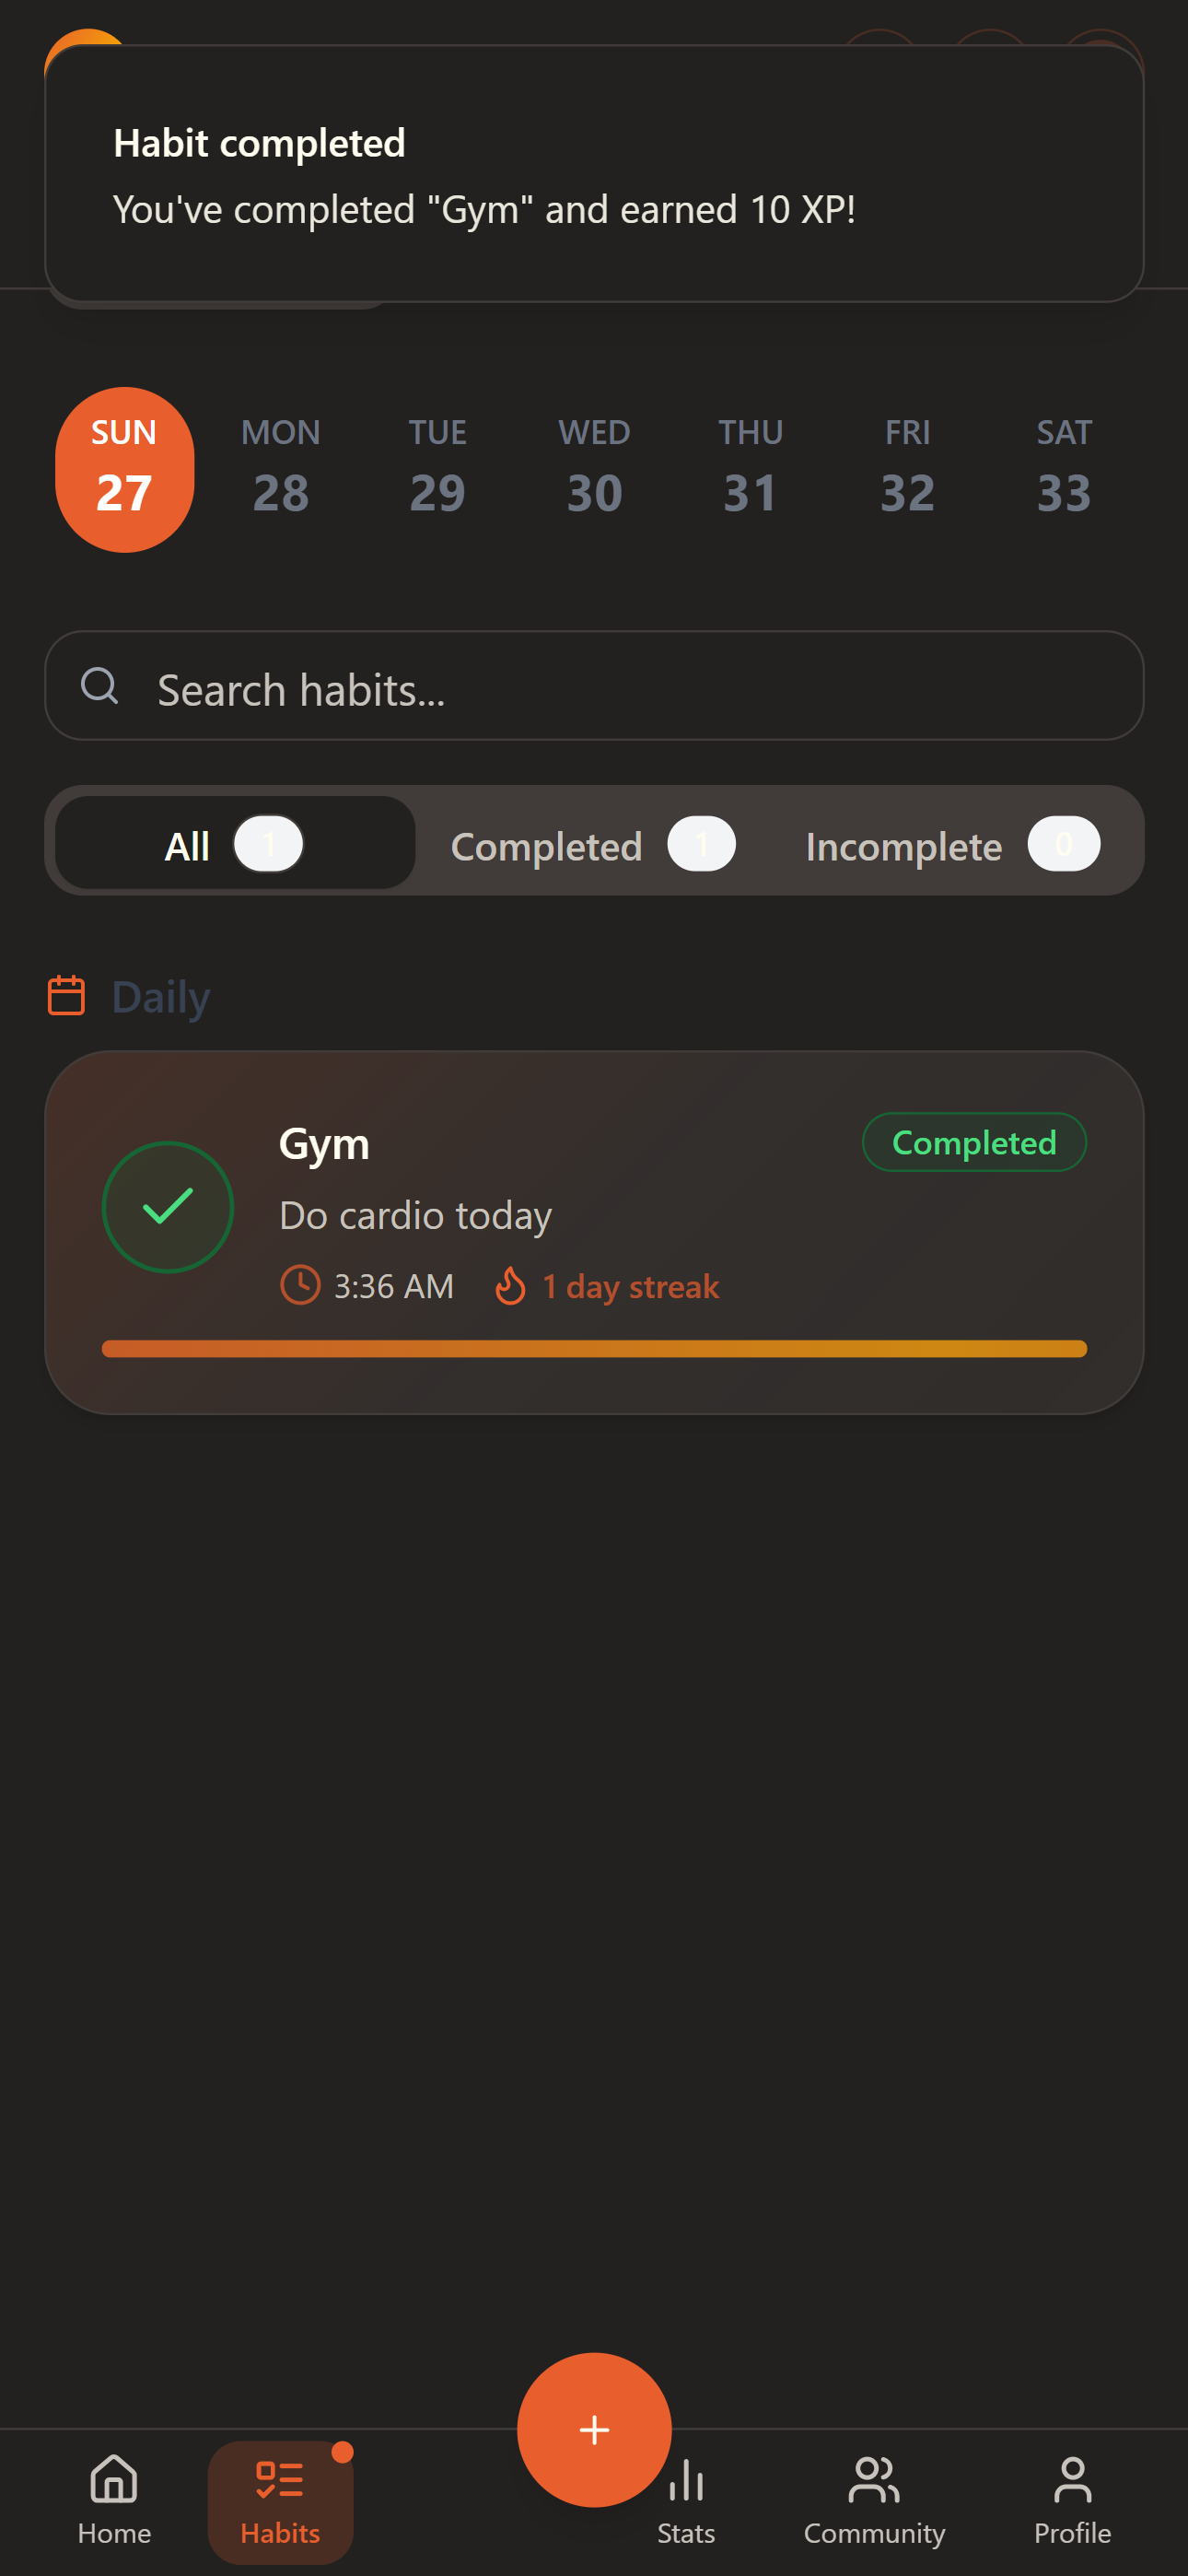 Habit completed
You've completed "Gym" and earned 10 XP!
SUN MON TUE WED THU FRI SAT
27 28 29 30 31 32 33
Search habits...
All 1 Completed 1 Incomplete 0
Daily
Gym
Completed
Do cardio today
3:36 AM 1 day streak
Home Habits Stats Community Profile